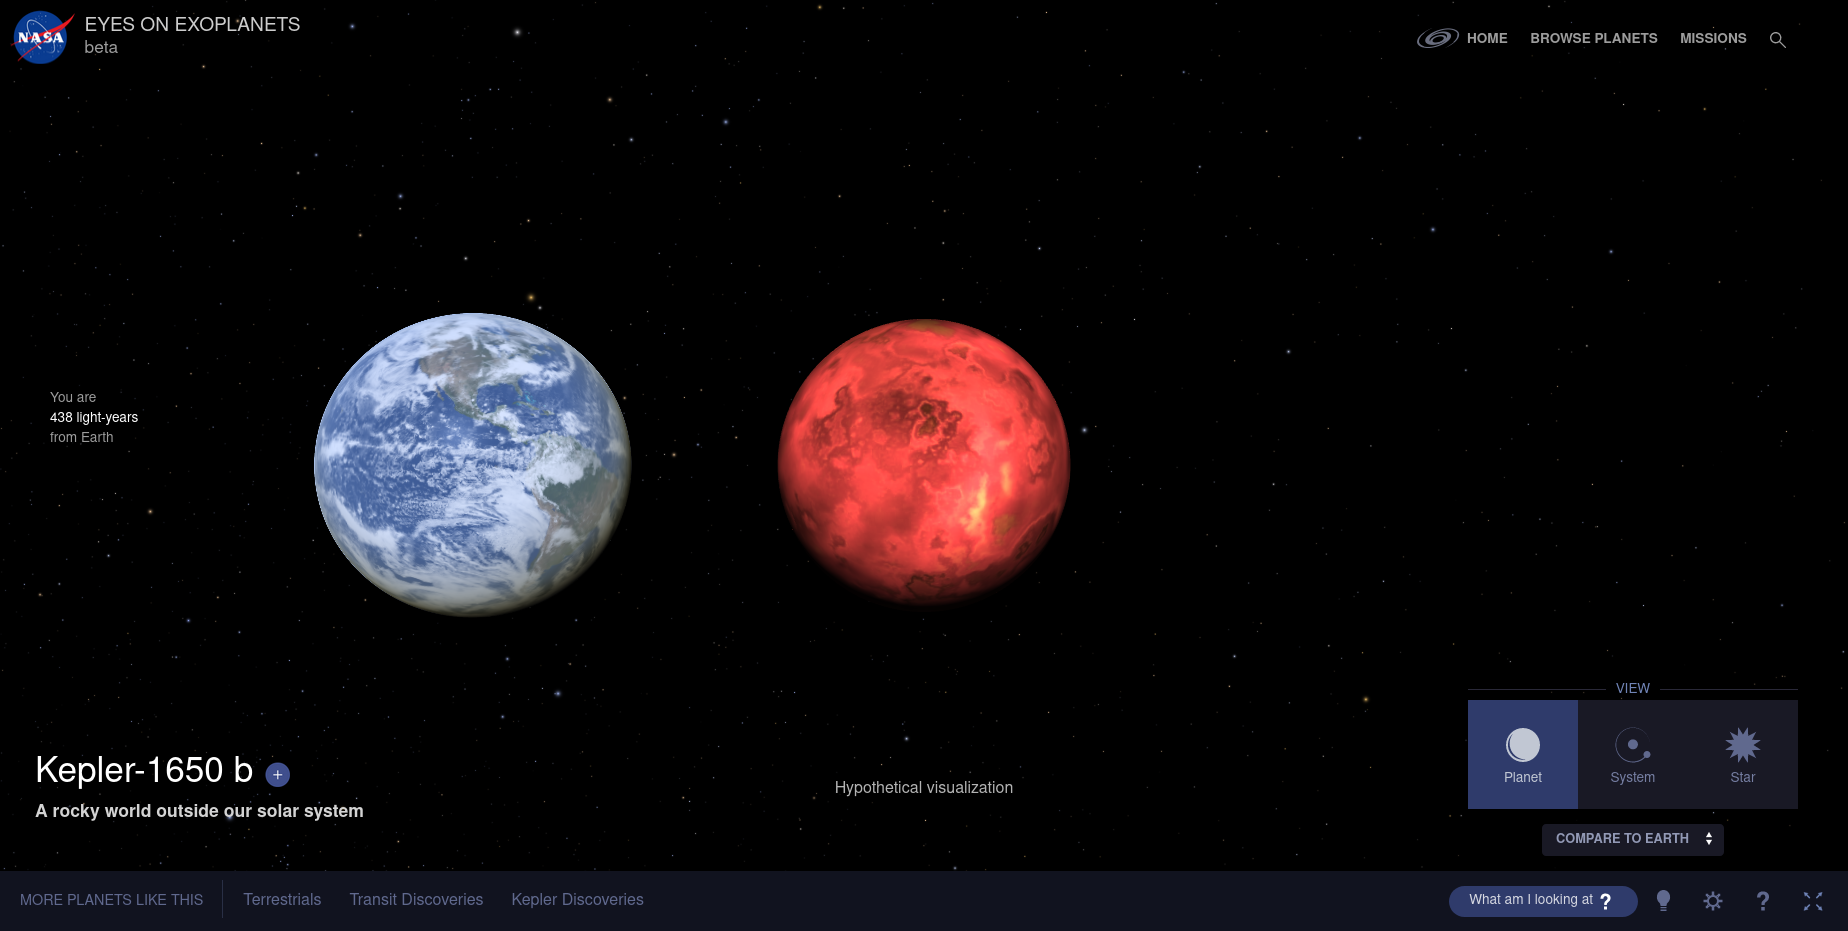 NASA
EYES ON EXOPLANETS
beta
HOME
BROWSE PLANETS
MISSIONS
You are
438 light-years
from Earth
VIEW
Planet
System
Star
Kepler-1650 b +
A rocky world outside our solar system
Hypothetical visualization
COMPARE TO EARTH
MORE PLANETS LIKE THIS
Terrestrials
Transit Discoveries
Kepler Discoveries
What am I looking at ?
?